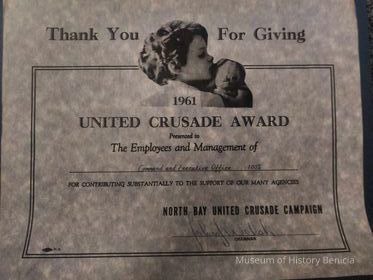 Thank You For Giving
1961
UNITED CRUSADE AWARD
Presented to
The Employees and Management of
Command and Executive Office 100%
FOR CONTRIBUTING SUBSTANTIALLY TO THE SUPPORT OF OUR MANY AGENCIES
NORTH BAY UNITED CRUSADE CAMPAIGN
CHAIRMAN
Museum of History Benicia